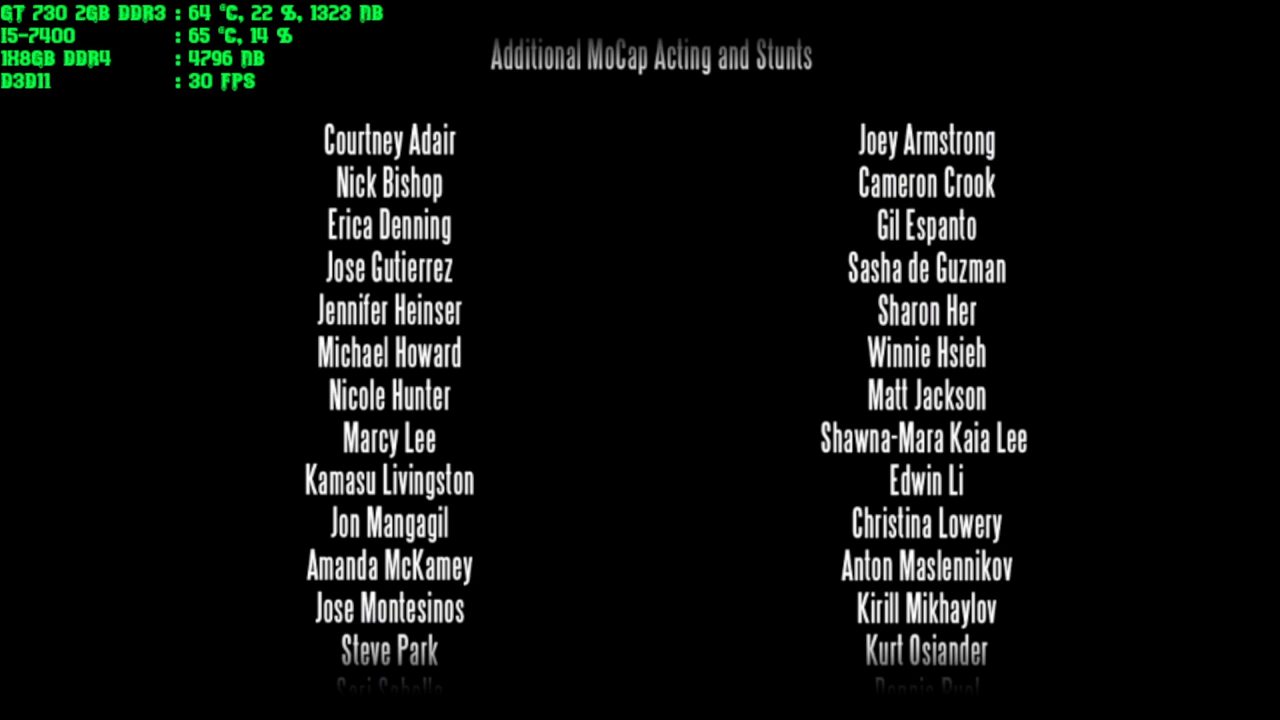 GT 730 2GB DDR3 : 64 °C, 22 %, 1323 MB
I5-7400 : 65 °C, 14 %
1X8GB DDR4 : 4796 MB
D3D11 : 30 FPS
Additional MoCap Acting and Stunts
Courtney Adair Joey Armstrong
Nick Bishop Cameron Crook
Erica Denning Gil Espanto
Jose Gutierrez Sasha de Guzman
Jennifer Heinser Sharon Her
Michael Howard Winnie Hsieh
Nicole Hunter Matt Jackson
Marcy Lee Shawna-Mara Kaia Lee
Kamasu Livingston Edwin Li
Jon Mangagil Christina Lowery
Amanda McKamey Anton Maslennikov
Jose Montesinos Kirill Mikhaylov
Steve Park Kurt Osiander